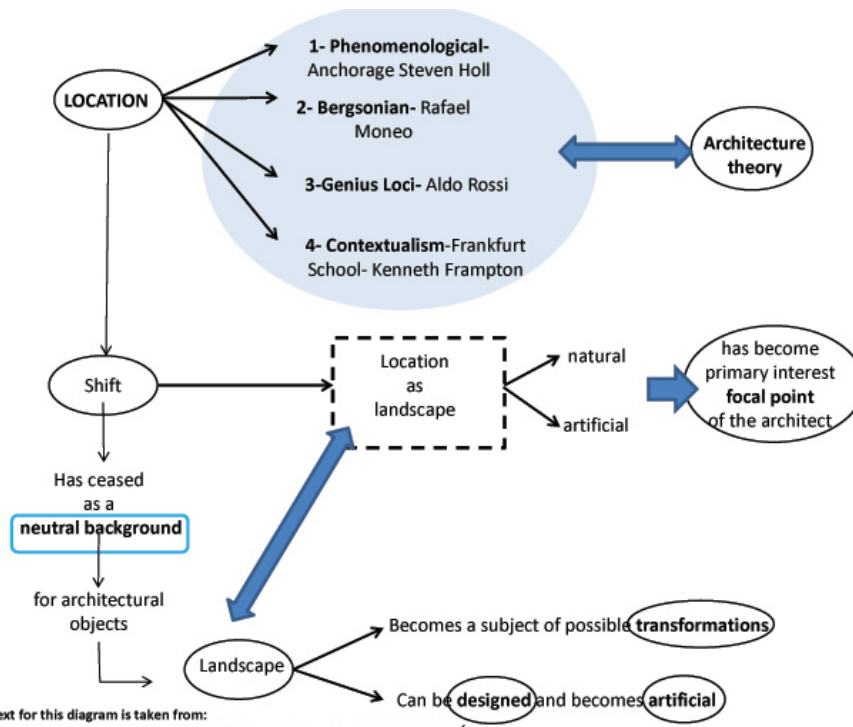 1- Phenomenological-
Anchorage Steven Holl
LOCATION
2- Bergsonian- Rafael
Moneo
Architecture
theory
3-Genius Loci- Aldo Rossi
4- Contextualism-Frankfurt
School- Kenneth Frampton
Shift
Location
as
landscape
natural
artificial
has become
primary interest
focal point
of the architect
Has ceased
as a
neutral background
for architectural
objects
Landscape
Becomes a subject of possible transformations
Can be designed and becomes artificial
ext for this diagram is taken from: